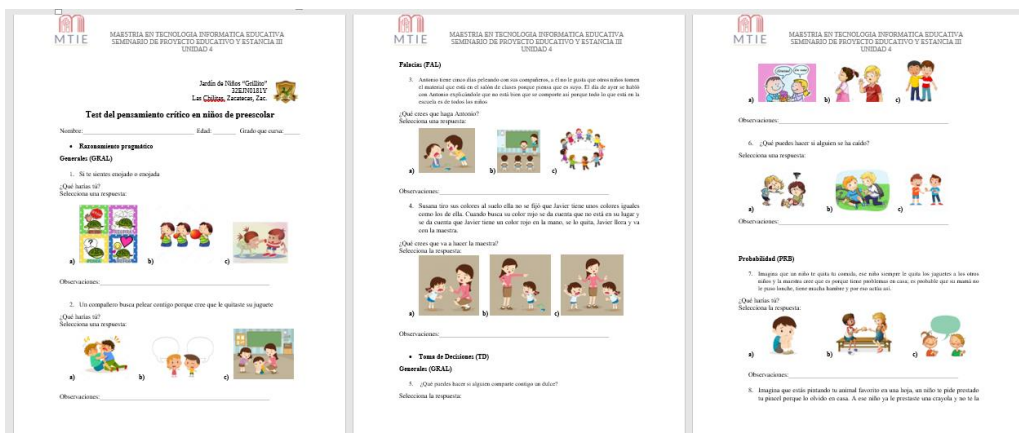 MTIE
MAESTRIA EN TECNOLOGIA INFORMATICA EDUCATIVA
SEMINARIO DE PROYECTO EDUCATIVO Y ESTANCIA III
UNIDAD 4
Jardín de Niños "Grillito"
32EJN0181Y
Las Chilitas, Zacatecas, Zac.
Test del pensamiento crítico en niños de preescolar
Nombre: Edad: Grado que cursa:
• Razonamiento pragmático
Generales (GRAL)
1. Si te sientes enojado o enojada
¿Qué harías tú?
Selecciona una respuesta:
a) b) c)
Observaciones:
2. Un compañero busca pelear contigo porque cree que le quitaste su juguete
¿Qué harías tú?
Selecciona una respuesta:
a) b) c)
Observaciones:
MTIE
MAESTRIA EN TECNOLOGIA INFORMATICA EDUCATIVA
SEMINARIO DE PROYECTO EDUCATIVO Y ESTANCIA III
UNIDAD 4
Falacias (FAL)
3. Antonio tiene cinco días peleando con sus compañeros, a él no le gusta que otros niños tomen
el material que está en el salón de clases porque piensa que es suyo. El día de ayer se habló
con Antonio explicándole que no está bien que se comporte así porque todo lo que está en la
escuela es de todos los niños
¿Qué crees que haga Antonio?
Selecciona una respuesta:
a) b) c)
Observaciones:
4. Susana tiro sus colores al suelo ella no se fijó que Javier tiene unos colores iguales
como los de ella. Cuando busca su color rojo se da cuenta que no está en su lugar y
se da cuenta que Javier tiene un color rojo en la mano, se lo quita, Javier llora y va
con la maestra.
¿Qué crees que va a hacer la maestra?
Selecciona la respuesta:
a) b) c)
Observaciones:
• Toma de Decisiones (TD)
Generales (GRAL)
5. ¿Qué puedes hacer si alguien comparte contigo un dulce?
Selecciona la respuesta:
MTIE
MAESTRIA EN TECNOLOGIA INFORMATICA EDUCATIVA
SEMINARIO DE PROYECTO EDUCATIVO Y ESTANCIA III
UNIDAD 4
a) b) c)
Observaciones:
6. ¿Qué puedes hacer si alguien se ha caído?
Selecciona una respuesta:
a) b) c)
Observaciones:
Probabilidad (PRB)
7. Imagina que un niño te quita tu comida, ese niño siempre le quita los juguetes a los otros
niños y la maestra cree que es porque tiene problemas en casa, es probable que su mamá no
le puso lonche, tiene mucha hambre y por eso actúa así.
¿Qué harías tú?
Selecciona la respuesta:
a) b) c)
Observaciones:
8. Imagina que estás pintando tu animal favorito en una hoja, un niño te pide prestado
tu pincel porque lo olvido en casa. A ese niño ya le prestaste una crayola y no te la